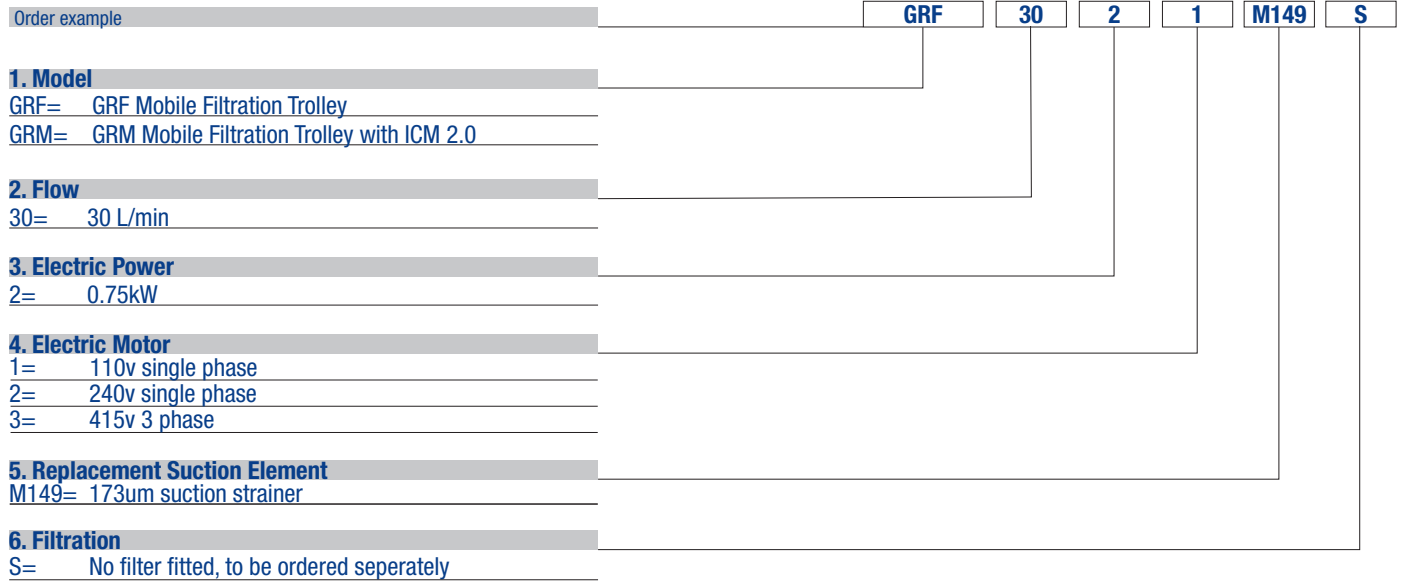 Order example GRF 30 2 1 M149 S
1. Model
GRF= GRF Mobile Filtration Trolley
GRM= GRM Mobile Filtration Trolley with ICM 2.0
2. Flow
30= 30 L/min
3. Electric Power
2= 0.75kW
4. Electric Motor
1= 110v single phase
2= 240v single phase
3= 415v 3 phase
5. Replacement Suction Element
M149= 173um suction strainer
6. Filtration
S= No filter fitted, to be ordered seperately